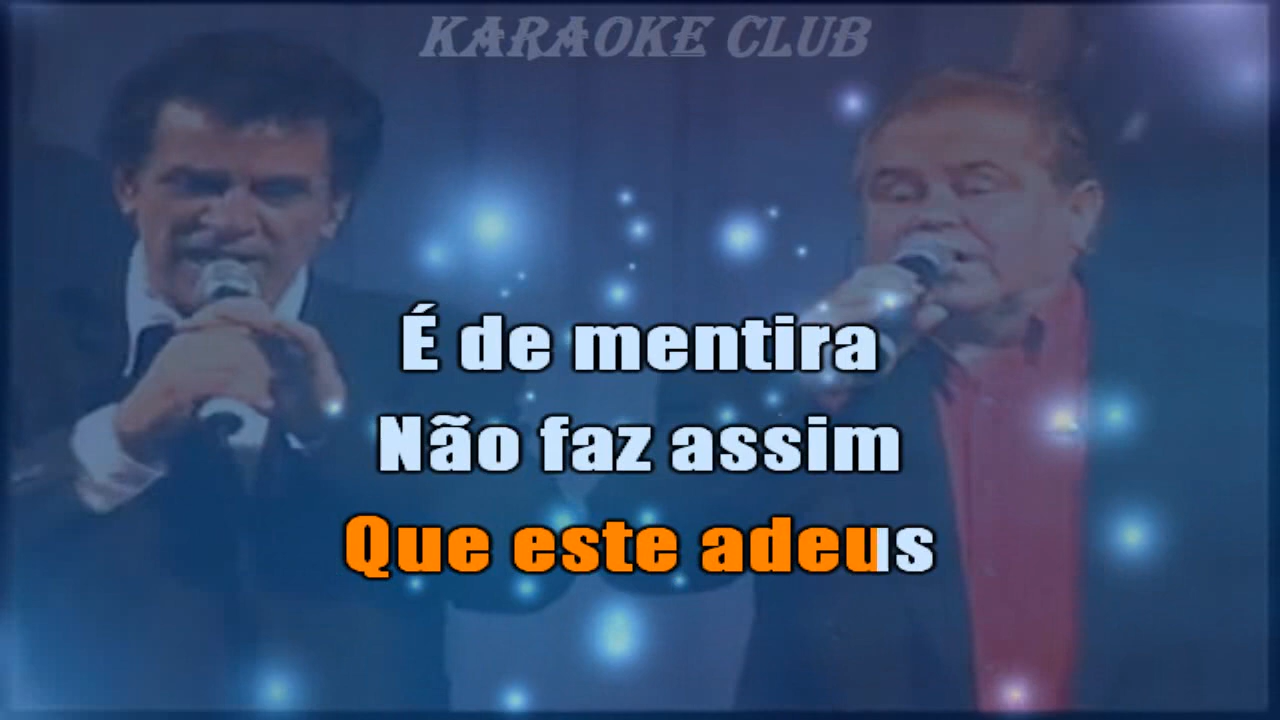 KARAOKE CLUB
É de mentira
Não faz assim
Que este adeus